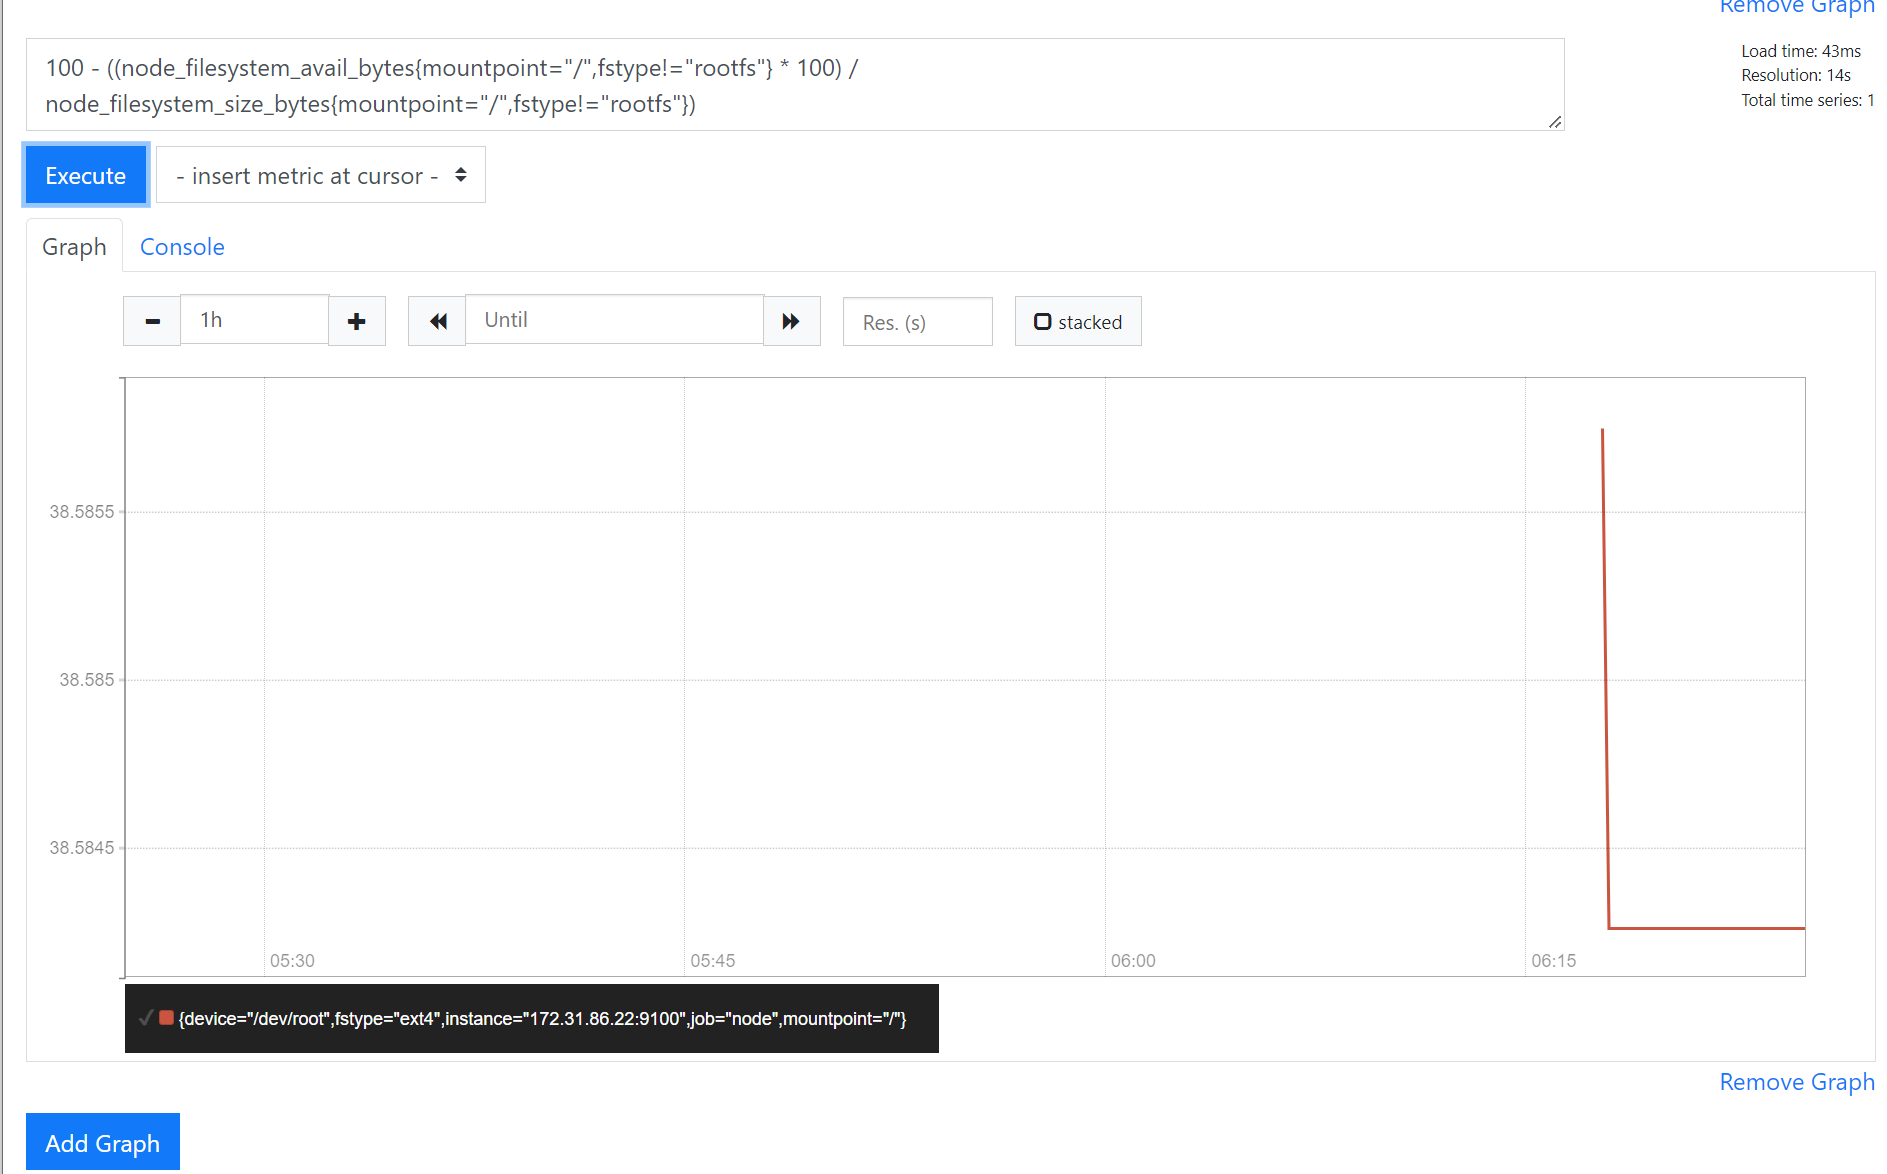 Remove Graph
100 - ((node_filesystem_avail_bytes{mountpoint="/",fstype!="rootfs"} * 100) /
node_filesystem_size_bytes{mountpoint="/",fstype!="rootfs"})
Load time: 43ms
Resolution: 14s
Total time series: 1
Execute
- insert metric at cursor -
Graph
Console
1h
Until
Res. (s)
stacked
38.5855
38.585
38.5845
05:30
05:45
06:00
06:15
{device="/dev/root",fstype="ext4",instance="172.31.86.22:9100",job="node",mountpoint="/"}
Remove Graph
Add Graph